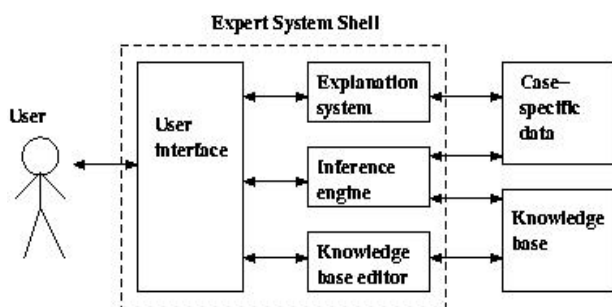 Expert System Shell
User
User
interface
Explanation
system
Inference
engine
Knowledge
base editor
Case–
specific
data
Knowledge
base